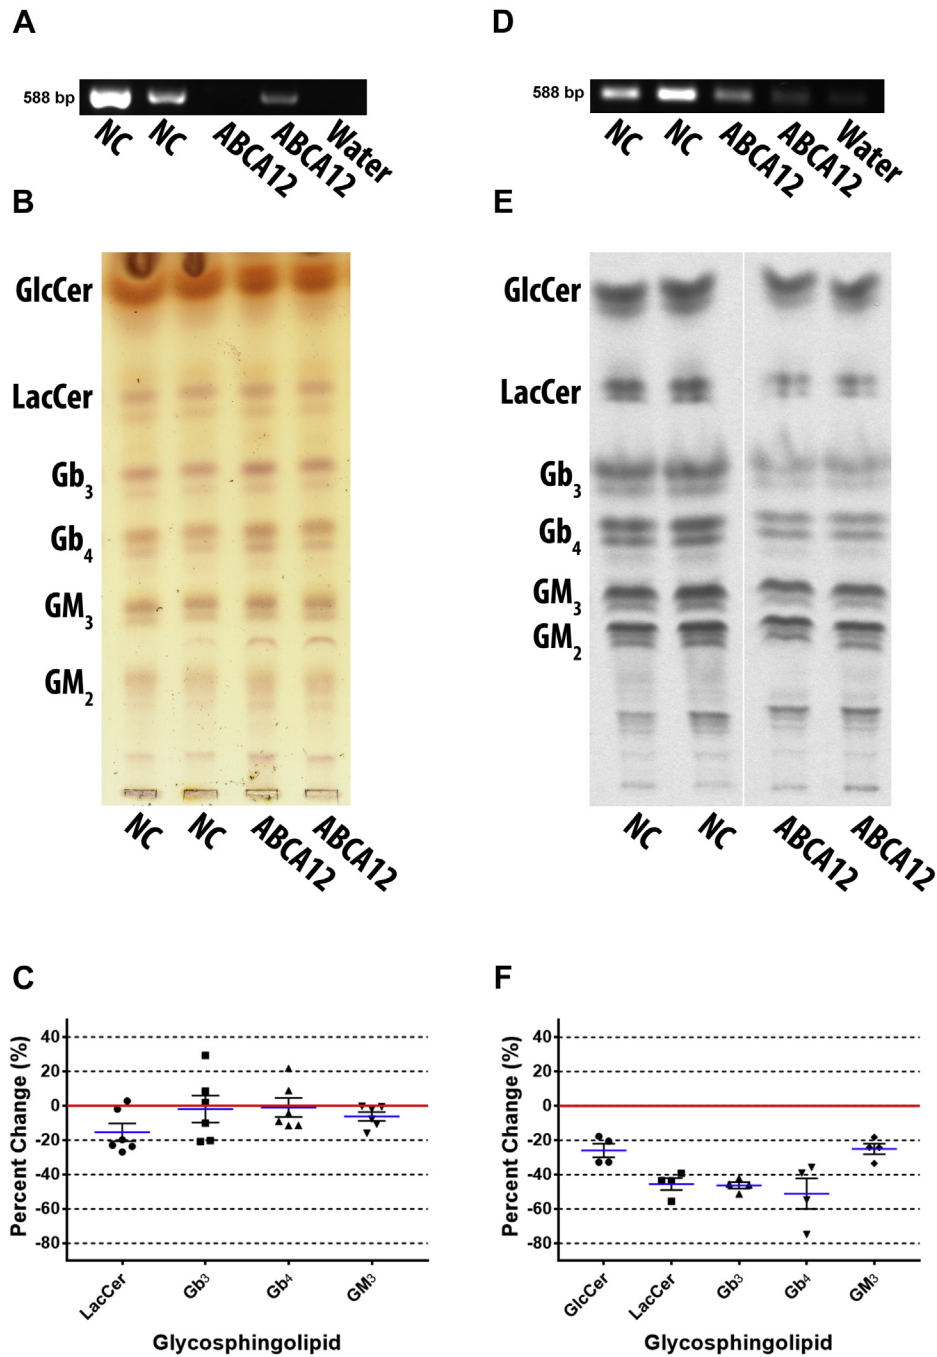 A
588 bp
NC
NC
ABCA12
ABCA12
Water
B
GlcCer
LacCer
Gb3
Gb4
GM3
GM2
NC
NC
ABCA12
ABCA12
C
Percent Change (%)
40
20
0
-20
-40
-60
-80
LacCer
Gb3
Gb4
GM3
Glycosphingolipid
D
588 bp
NC
NC
ABCA12
ABCA12
Water
E
GlcCer
LacCer
Gb3
Gb4
GM3
GM2
NC
NC
ABCA12
ABCA12
F
Percent Change (%)
40
20
0
-20
-40
-60
-80
GlcCer
LacCer
Gb3
Gb4
GM3
Glycosphingolipid